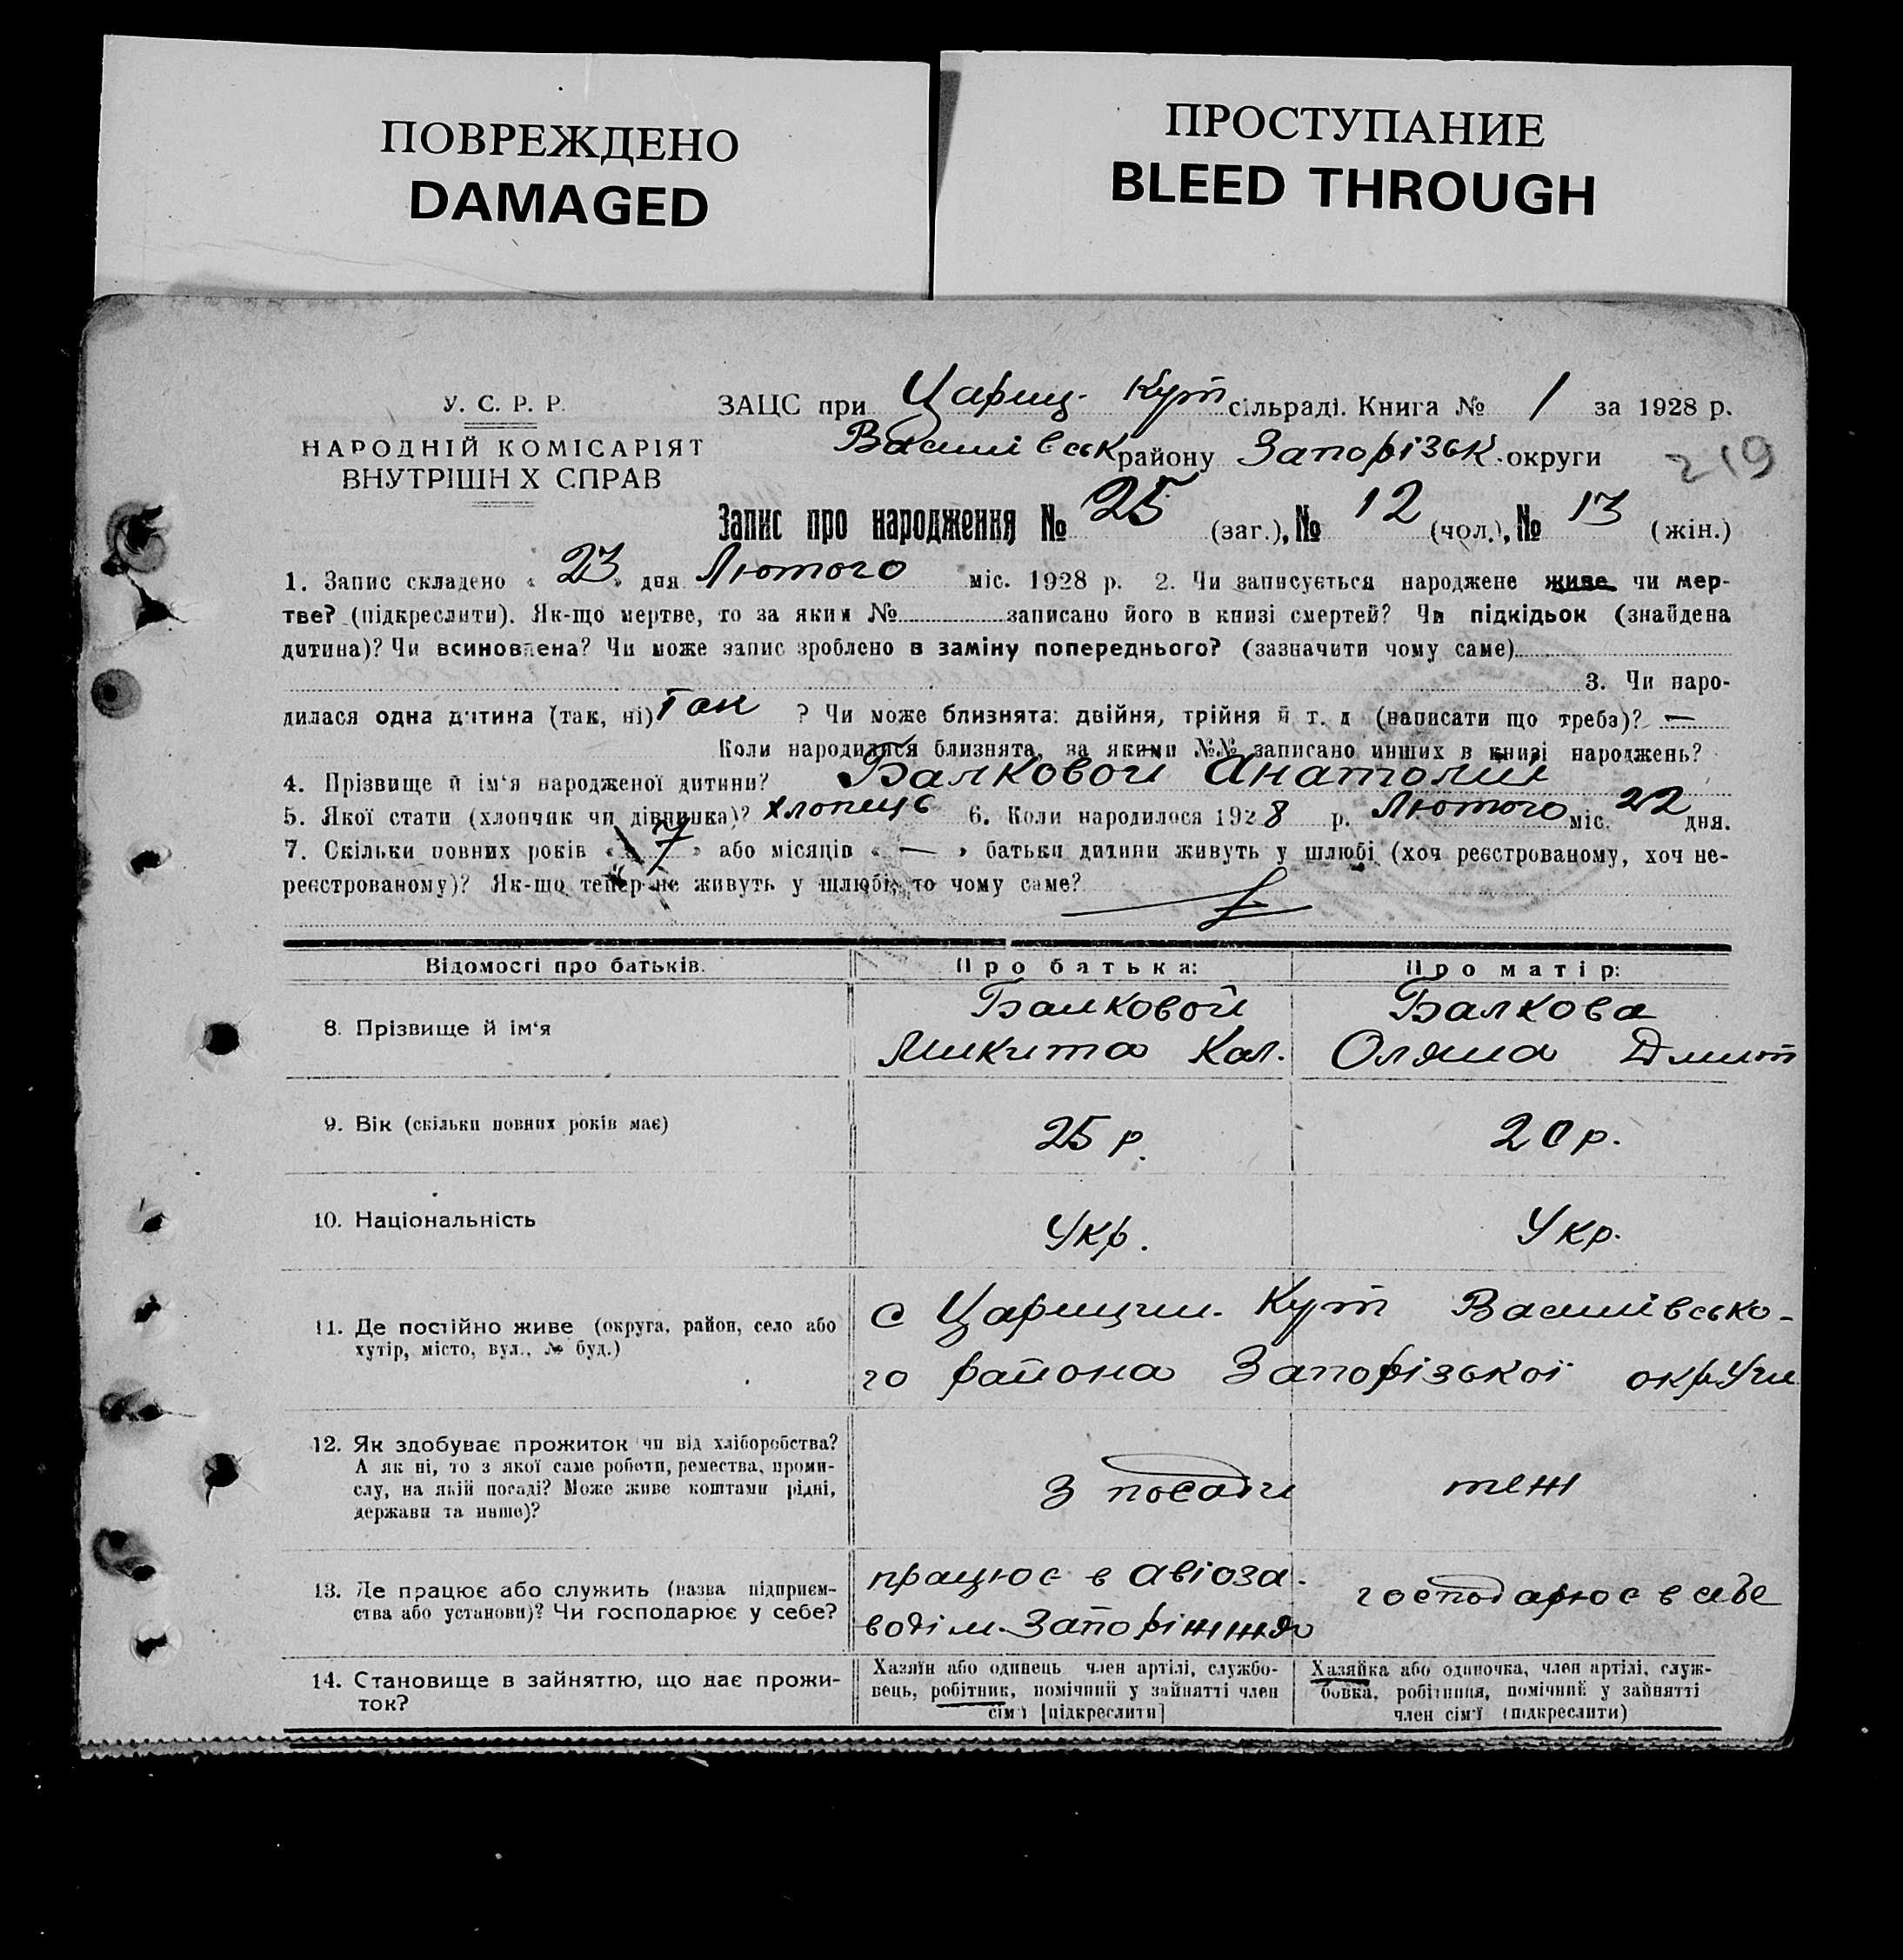 ПОВРЕЖДЕНО
DAMAGED
ПРОСТУПАНИЕ
BLEED THROUGH
У. С. Р. Р.
НАРОДНІЙ КОМІСАРІЯТ
ВНУТРІШН Х СПРАВ
ЗАЦС при Цариц. Кут сільраді. Книга № 1 за 1928 р.
Василівськ району Запорізьк. округи
219
Запис про народження № 25 (заг.), № 12 (чол.), № 13 (жін.)
1. Запис складено « 23 » дня Лютого міс. 1928 р. 2. Чи записується народжене живе чи мер-
тве? (підкреслити). Як-що мертве, то за яким № записано його в книзі смертей? Чи підкідьок (знайдена
дитина)? Чи всиновлена? Чи може запис зроблено в заміну попереднього? (зазначити чому саме)
3. Чи наро-
дилася одна дитина (так, ні) Так ? Чи може близнята: двійня, трійня й т. д (написати що треба)? —
Коли народилися близнята, за якими №№ записано инших в книзі народжень?
4. Прізвище й ім‘я народженої дитини? Балковой Анатолий
5. Якої стати (хлопчик чи дівчинка)? хлопець 6. Коли народилося 1928 р. Лютого міс. 22 дня.
7. Скільки повних років « 7 » або місяців « — » батьки дитини живуть у шлюбі (хоч реєстрованому, хоч не-
реєстрованому)? Як-що тепер не живуть у шлюбі, то чому саме?
Відомості про батьків. Про батька: Про матір:
8. Прізвище й ім‘я
Балковой Балкова
Микита Кал. Оляна Дмит
9. Вік (скільки повних років має) 25 р. 20 р.
10. Національність Укр. Укр.
11. Де постійно живе (округа, район, село або
хутір, місто, вул., № буд.)
с Царицин. Кут Василівсько-
го района Запорізької округи
12. Як здобуває прожиток чи від хліборобства?
А як ні, то з якої саме роботи, ремества, проми-
слу, на якій посаді? Може живе коштами рідні,
держави та инше)?
з посади теж
13. Де працює або служить (назва підприєм-
ства або установи)? Чи господарює у себе?
працює в авіоза-
воді м. Запоріжжя
господарює в себе
14. Становище в зайняттю, що дає прожи-
ток?
Хазяїн або одинець член артілі, службо-
вець, робітник, помічний у зайнятті член
сім‘ї [підкреслити]
Хазяйка або одиночка, член артілі, служ-
бовка, робітниця, помічний у зайнятті
член сім‘ї (підкреслити)